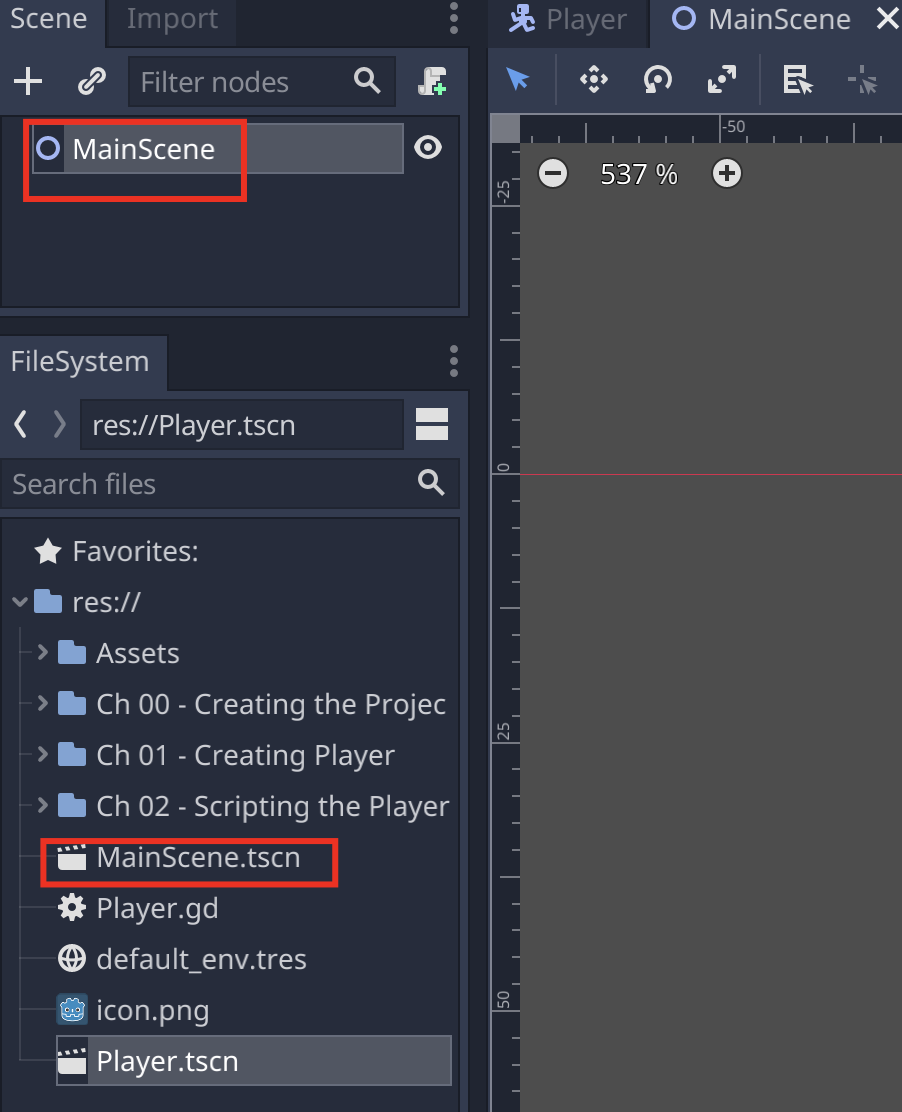 Scene Import
Player MainScene
Filter nodes
MainScene
-50
-25
537 %
FileSystem
res://Player.tscn
0
Search files
Favorites:
res://
Assets
Ch 00 - Creating the Projec
25
Ch 01 - Creating Player
Ch 02 - Scripting the Player
MainScene.tscn
Player.gd
default_env.tres
50
icon.png
Player.tscn